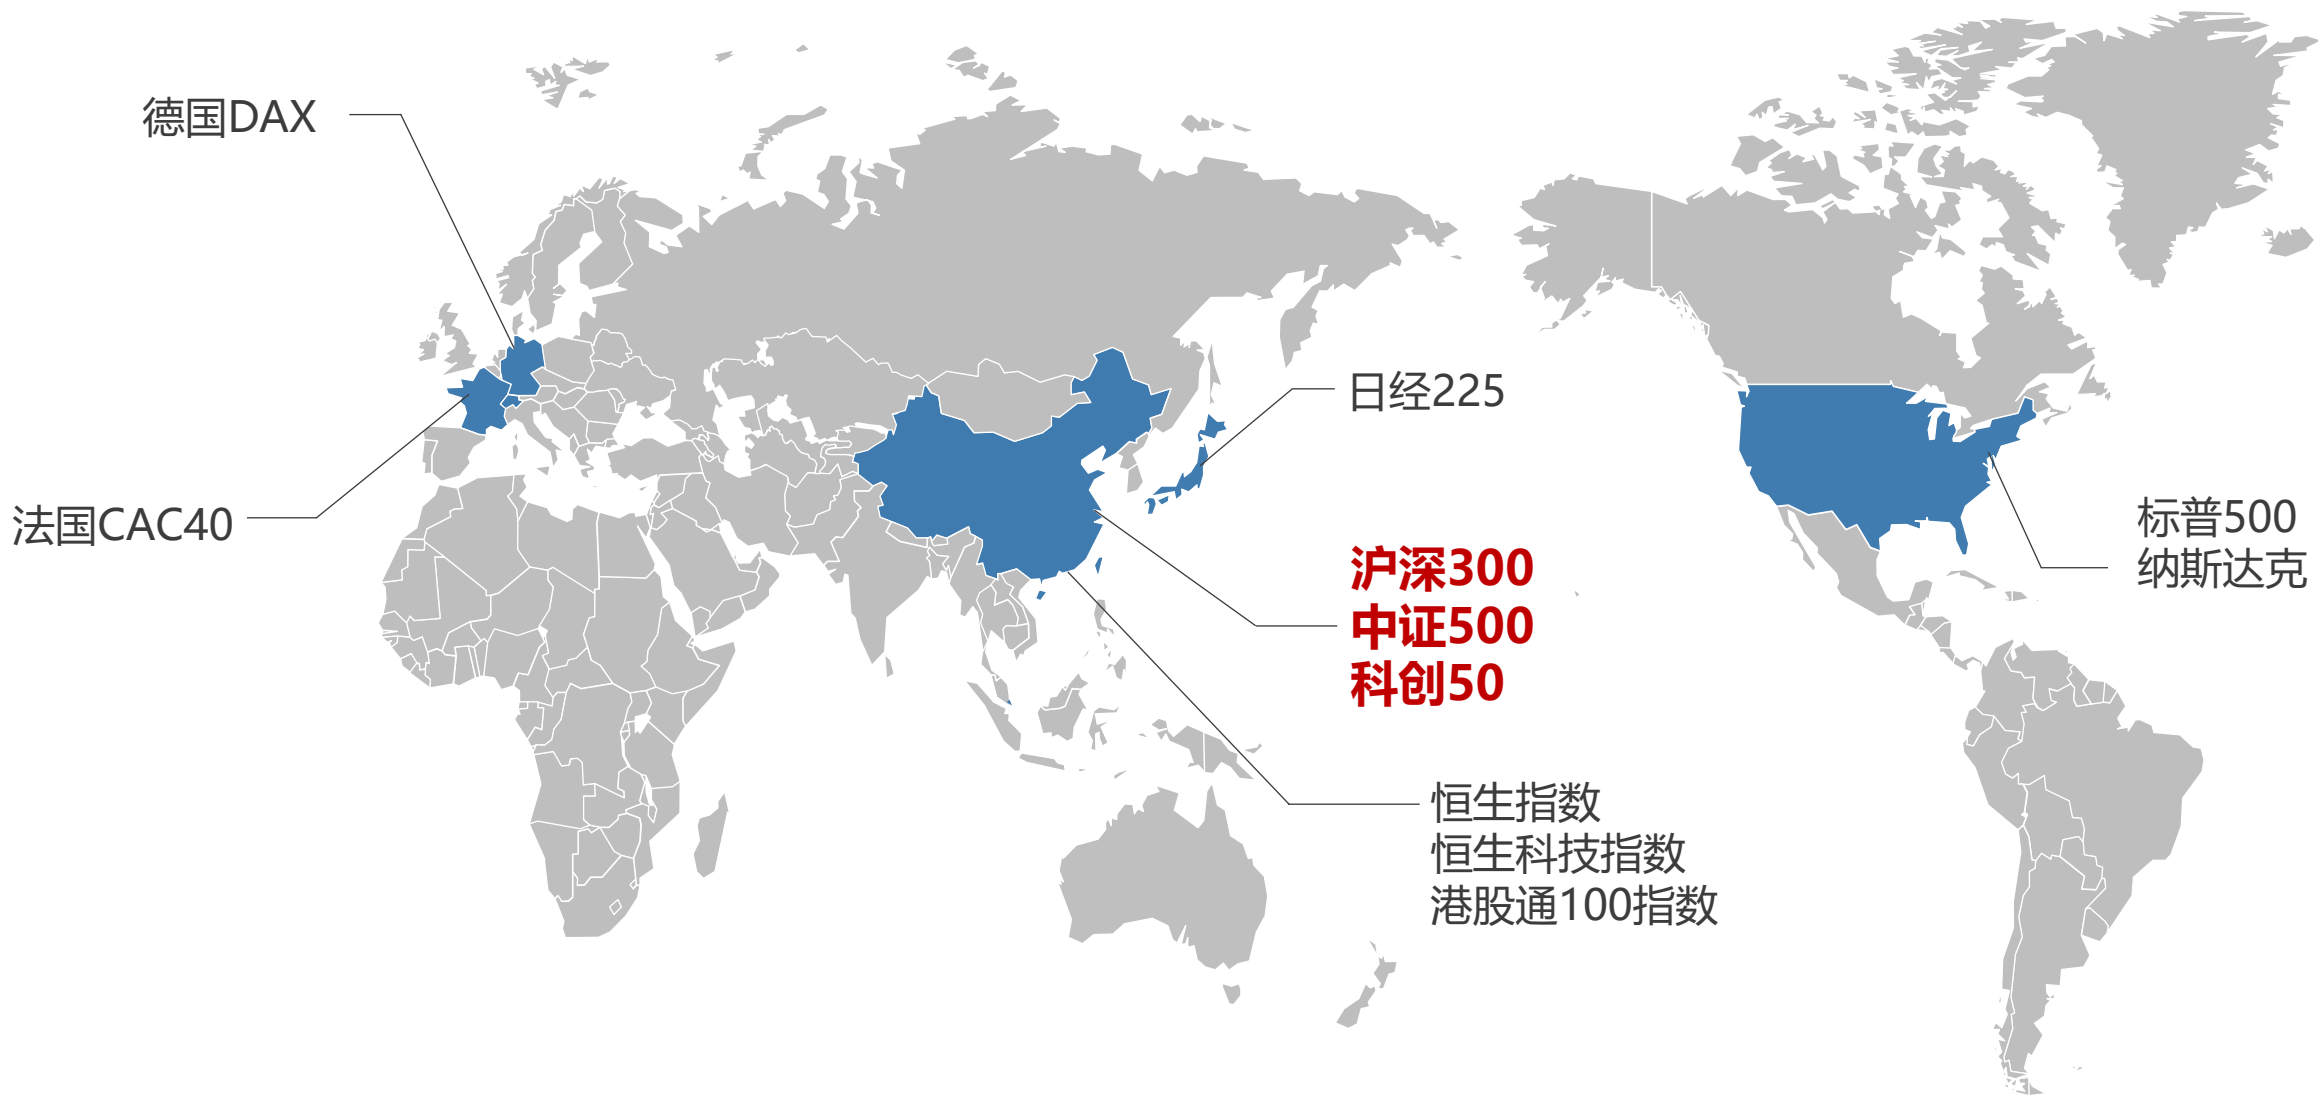 德国DAX
日经225
法国CAC40
标普500
纳斯达克
沪深300
中证500
科创50
恒生指数
恒生科技指数
港股通100指数